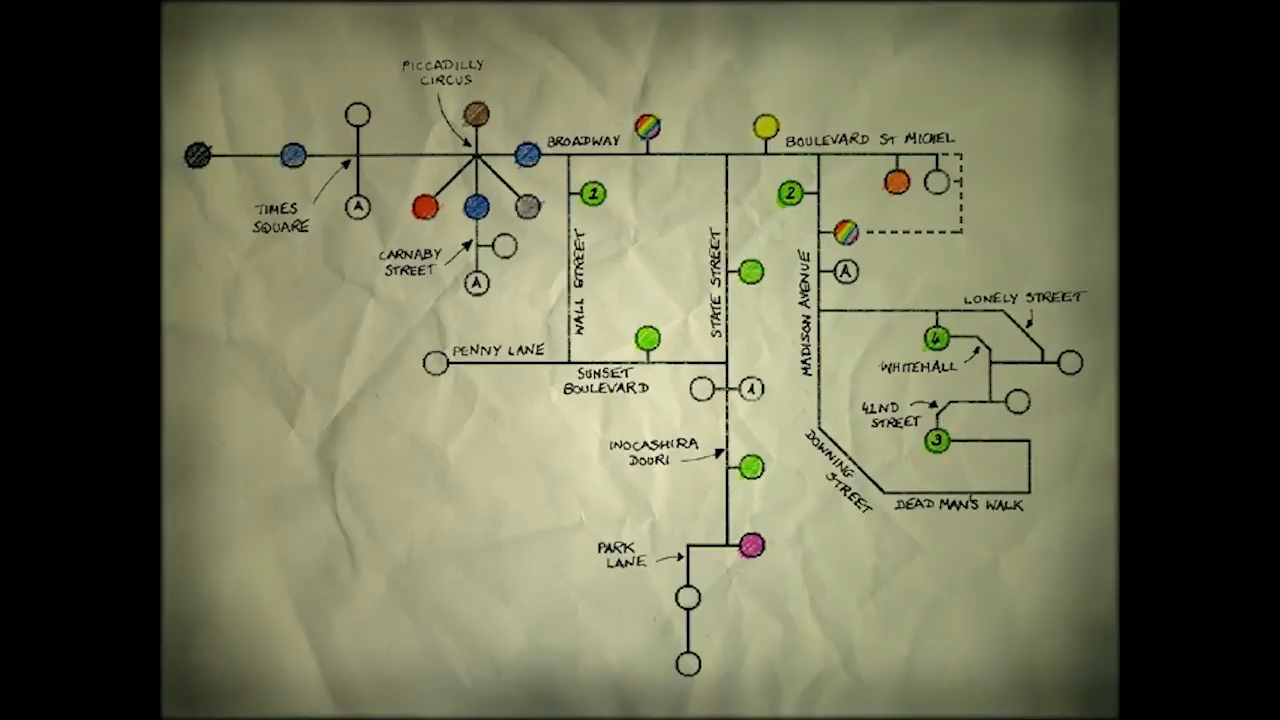 PICCADILLY
CIRCUS
BROADWAY
BOULEVARD ST MICHEL
TIMES
SQUARE
A
1
2
CARNABY
STREET
A
WALL STREET
STATE STREET
MADISON AVENUE
A
LONELY STREET
4
WHITEHALL
PENNY LANE
SUNSET
BOULEVARD
A
42ND
STREET
3
INOCASHIRA
DOURI
DOWNING
STREET
DEAD MAN'S WALK
PARK
LANE